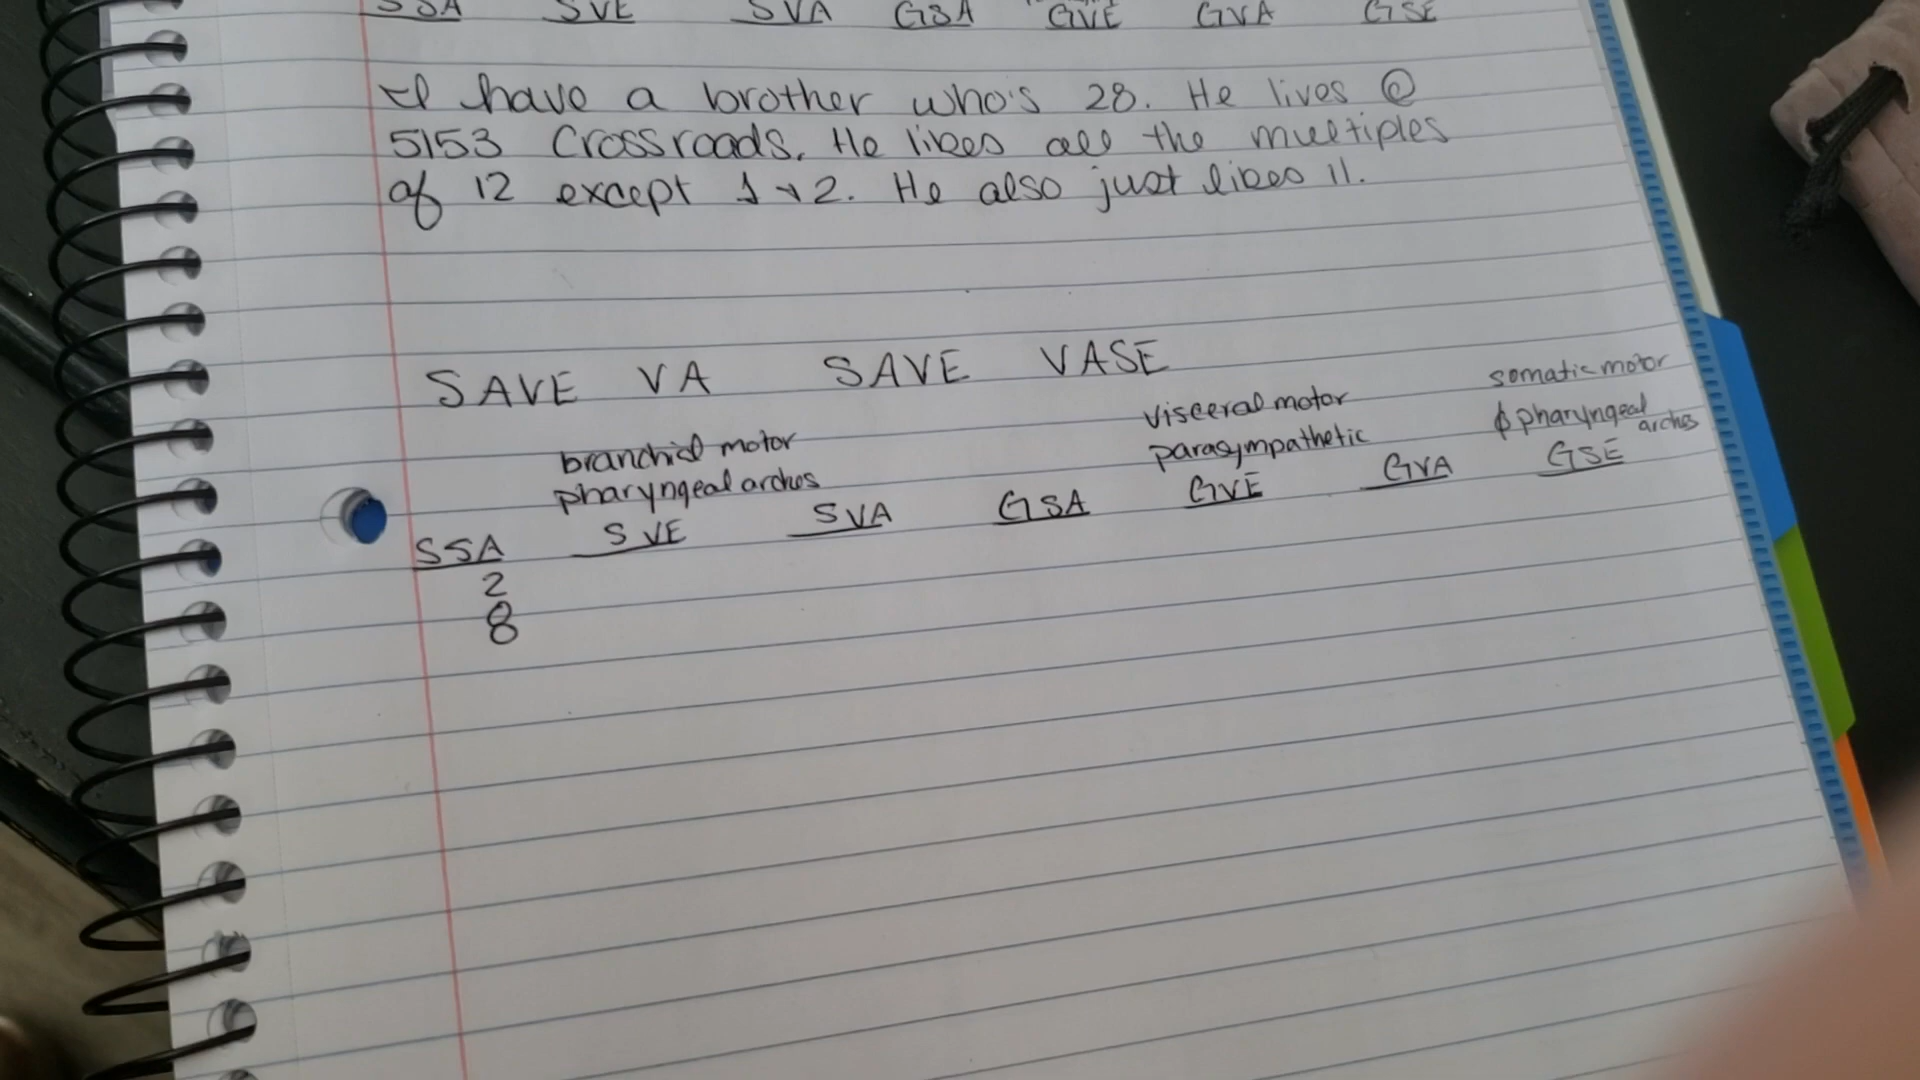 SSA SVE SVA GSA GVE GVA GSE
I have a brother who's 28. He lives @
5153 Crossroads. He likes all the multiples
of 12 except 1 + 2. He also just likes 11.
SAVE VA SAVE VASE
branchial motor
pharyngeal arches
visceral motor
parasympathetic
somatic motor
ϕ pharyngeal arches
SSA SVE SVA GSA GVE GVA GSE
2
8